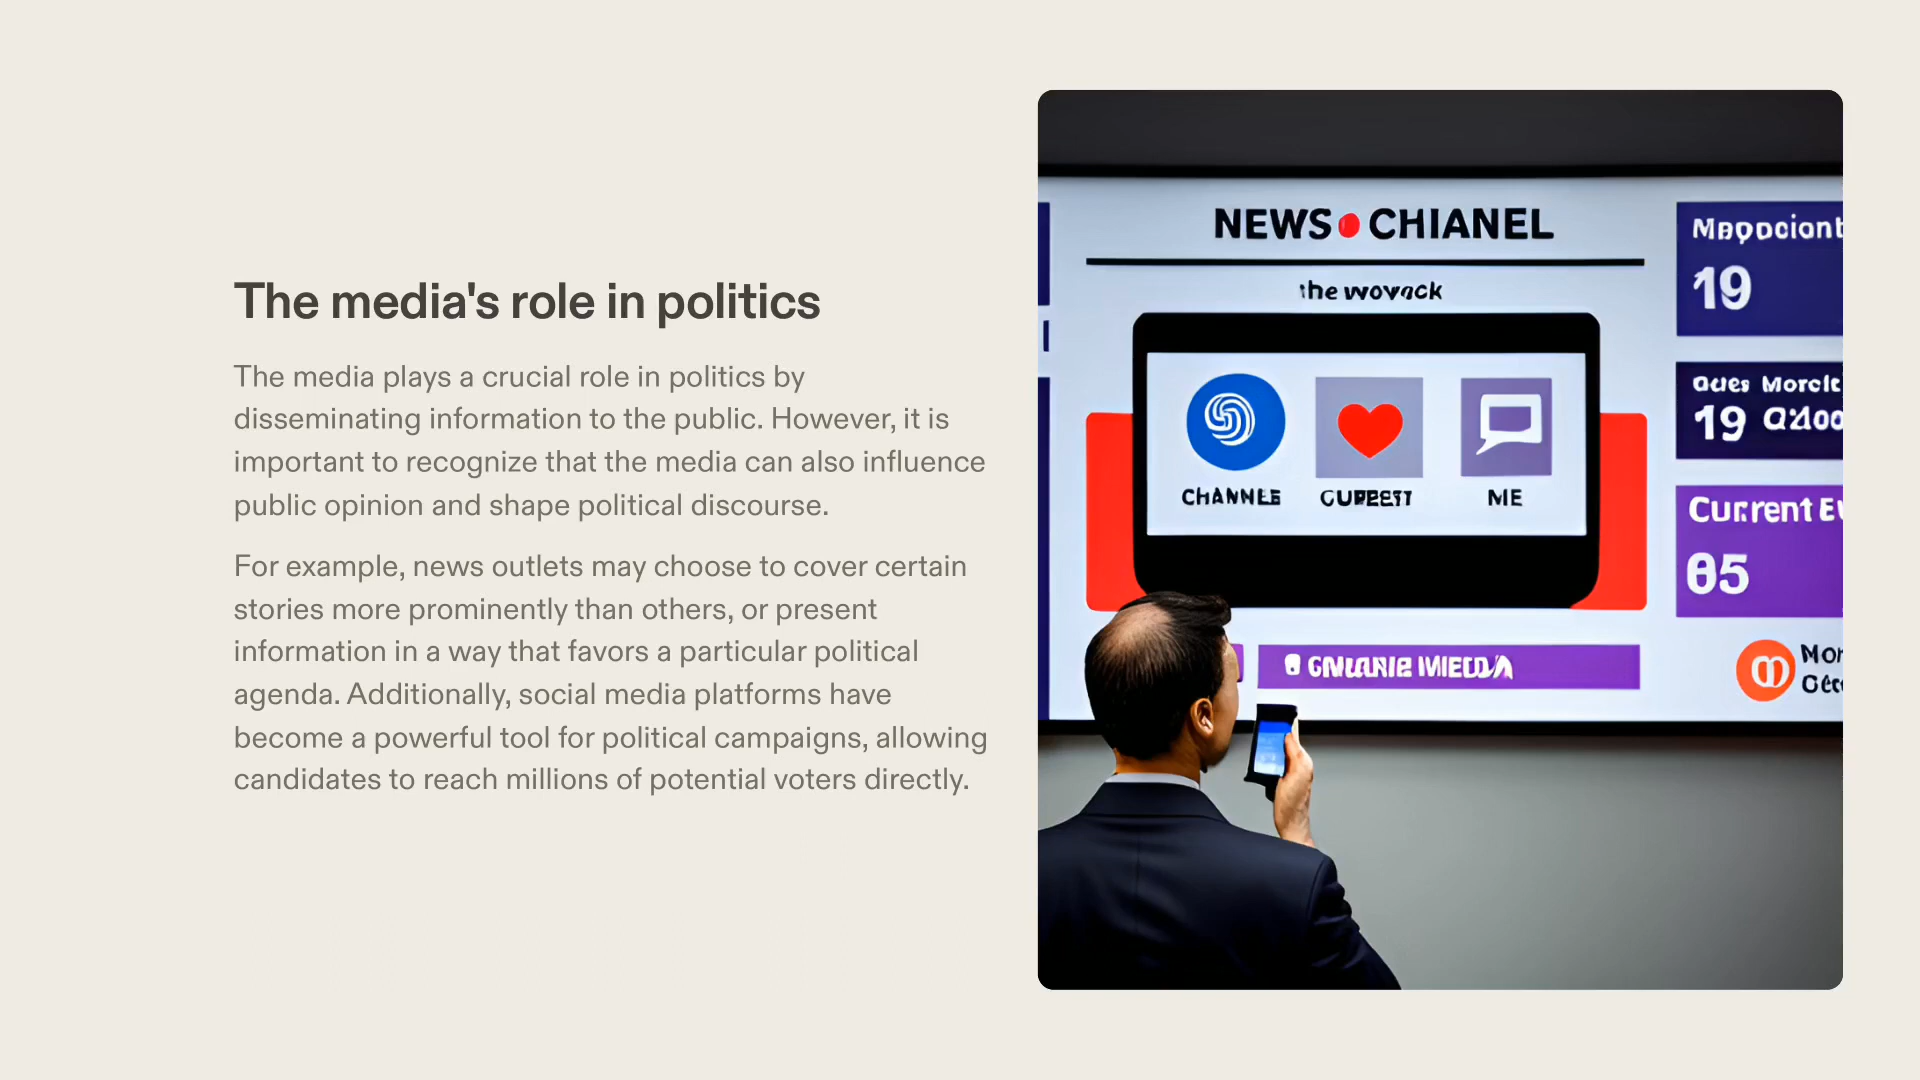 The media's role in politics
The media plays a crucial role in politics by
disseminating information to the public. However, it is
important to recognize that the media can also influence
public opinion and shape political discourse.
For example, news outlets may choose to cover certain
stories more prominently than others, or present
information in a way that favors a particular political
agenda. Additionally, social media platforms have
become a powerful tool for political campaigns, allowing
candidates to reach millions of potential voters directly.
NEWS CHIANEL
the
CHANNLE
ME
19
19
Current
05